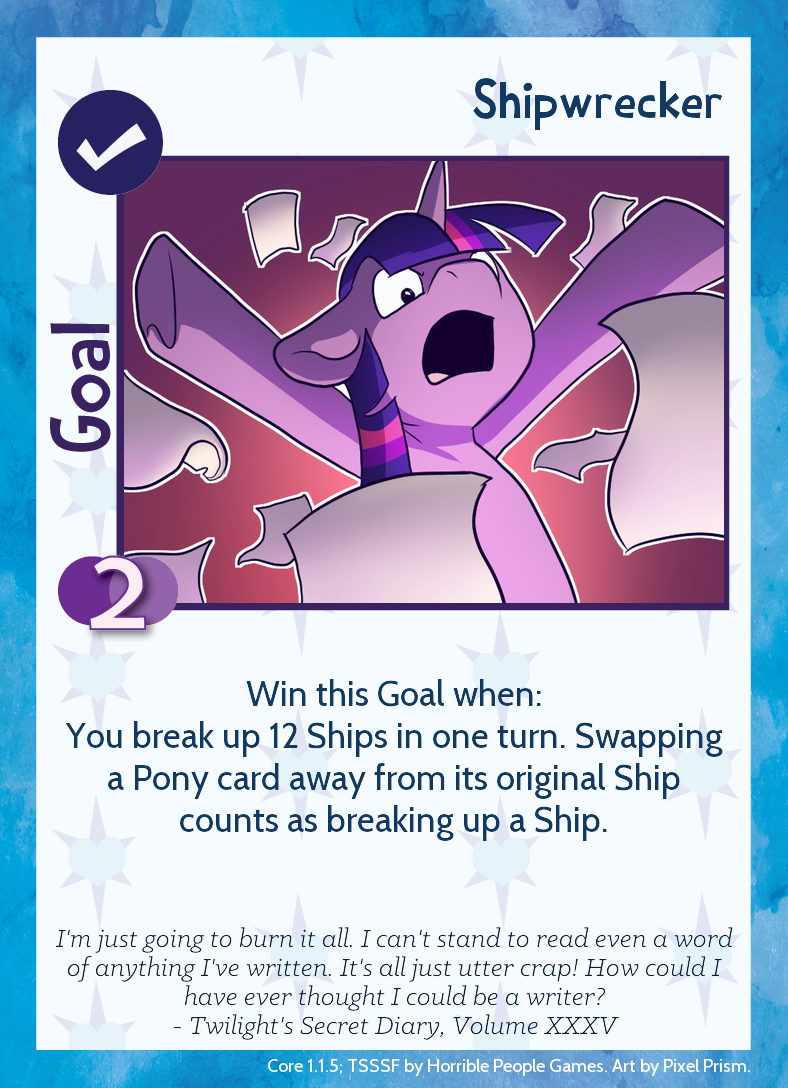 Shipwrecker
Goal
2
Win this Goal when:
You break up 12 Ships in one turn. Swapping
a Pony card away from its original Ship
counts as breaking up a Ship.
I'm just going to burn it all. I can't stand to read even a word
of anything I've written. It's all just utter crap! How could I
have ever thought I could be a writer?
- Twilight's Secret Diary, Volume XXXV
Core 1.1.5; TSSSF by Horrible People Games. Art by Pixel Prism.